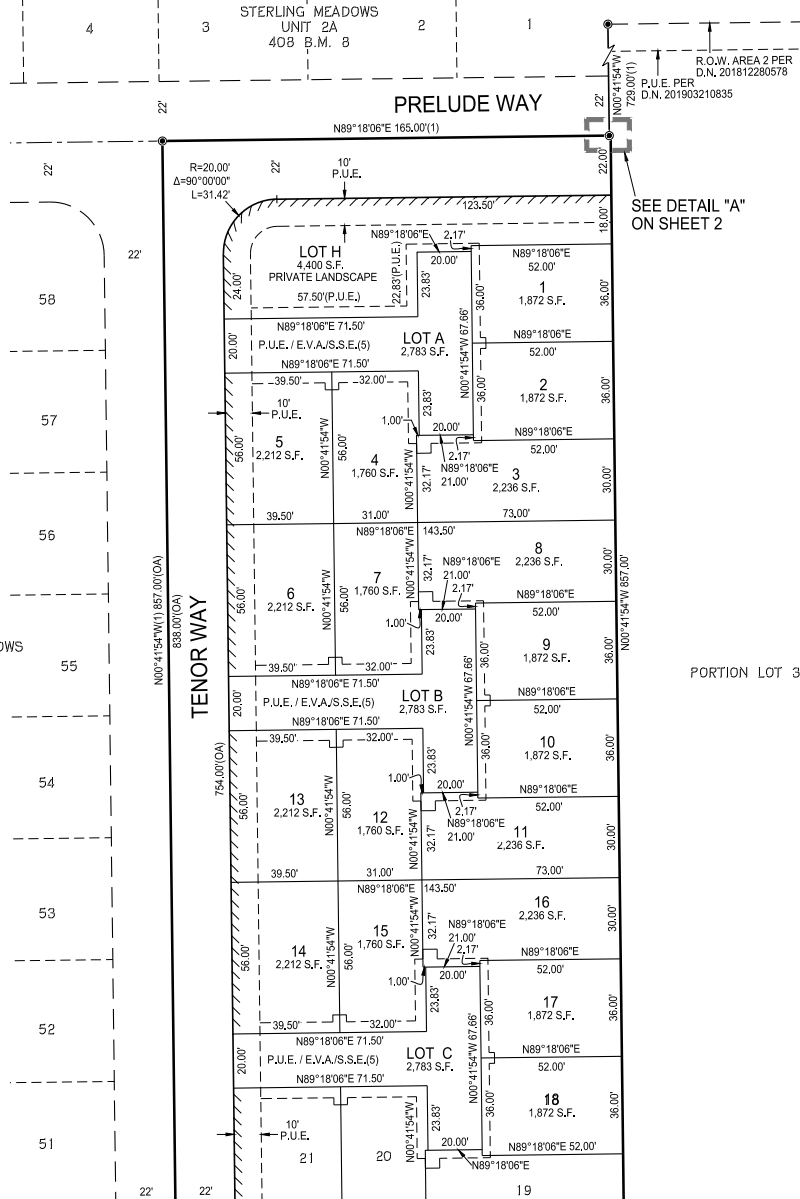 STERLING MEADOWS
UNIT 2A
408 B.M. 8
4
3
2
1
R.O.W. AREA 2 PER
D.N. 201812280578
P.U.E. PER
D.N. 201903210835
N00°41'54"W
729.00'(1)
22'
22'
PRELUDE WAY
N89°18'06"E 165.00'(1)
22.00'
SEE DETAIL "A"
ON SHEET 2
22'
R=20.00'
Δ=90°00'00"
L=31.42'
22'
10'
P.U.E.
123.50'
18.00'
22'
LOT H
4,400 S.F.
PRIVATE LANDSCAPE
57.50'(P.U.E.)
22.83'(P.U.E.)
24.00'
N89°18'06"E
2.17'
20.00'
23.83'
N89°18'06"E
52.00'
1
1,872 S.F.
36.00'
36.00'
58
N89°18'06"E 71.50'
20.00'
P.U.E. / E.V.A./S.S.E.(5)
LOT A
2,783 S.F.
N00°41'54"W 67.66'
N89°18'06"E
52.00'
N89°18'06"E 71.50'
39.50'
32.00'
23.83'
36.00'
2
1,872 S.F.
36.00'
57
10'
P.U.E.
1.00'
20.00'
N89°18'06"E
52.00'
5
2,212 S.F.
56.00'
N00°41'54"W
56.00'
4
1,760 S.F.
N00°41'54"W
32.17'
2.17'
N89°18'06"E
21.00'
3
2,236 S.F.
30.00'
39.50'
31.00'
73.00'
N89°18'06"E
143.50'
56
8
2,236 S.F.
30.00'
6
2,212 S.F.
56.00'
N00°41'54"W
56.00'
7
1,760 S.F.
N00°41'54"W
32.17'
N89°18'06"E
21.00'
2.17'
N89°18'06"E
52.00'
1.00'
20.00'
N00°41'54"W(1) 857.00'(OA)
838.00'(OA)
TENOR WAY
N00°41'54"W 857.00'
OWS
55
23.83'
9
1,872 S.F.
36.00'
36.00'
PORTION LOT 3
39.50'
32.00'
N89°18'06"E 71.50'
20.00'
P.U.E. / E.V.A./S.S.E.(5)
LOT B
2,783 S.F.
N00°41'54"W 67.66'
N89°18'06"E
52.00'
N89°18'06"E 71.50'
39.50'
32.00'
23.83'
36.00'
10
1,872 S.F.
36.00'
754.00'(OA)
54
1.00'
20.00'
N89°18'06"E
52.00'
13
2,212 S.F.
56.00'
N00°41'54"W
56.00'
12
1,760 S.F.
N00°41'54"W
32.17'
2.17'
N89°18'06"E
21.00'
11
2,236 S.F.
30.00'
39.50'
31.00'
73.00'
N89°18'06"E
143.50'
53
16
2,236 S.F.
30.00'
14
2,212 S.F.
56.00'
N00°41'54"W
56.00'
15
1,760 S.F.
N00°41'54"W
32.17'
N89°18'06"E
21.00'
2.17'
N89°18'06"E
52.00'
1.00'
20.00'
23.83'
17
1,872 S.F.
36.00'
36.00'
52
39.50'
32.00'
N89°18'06"E 71.50'
20.00'
P.U.E. / E.V.A./S.S.E.(5)
LOT C
2,783 S.F.
N00°41'54"W 67.66'
N89°18'06"E
52.00'
N89°18'06"E 71.50'
23.83'
36.00'
18
1,872 S.F.
36.00'
51
10'
P.U.E.
21
20
N00°41'54"W
20.00'
N89°18'06"E 52.00'
N89°18'06"E
22'
22'
19